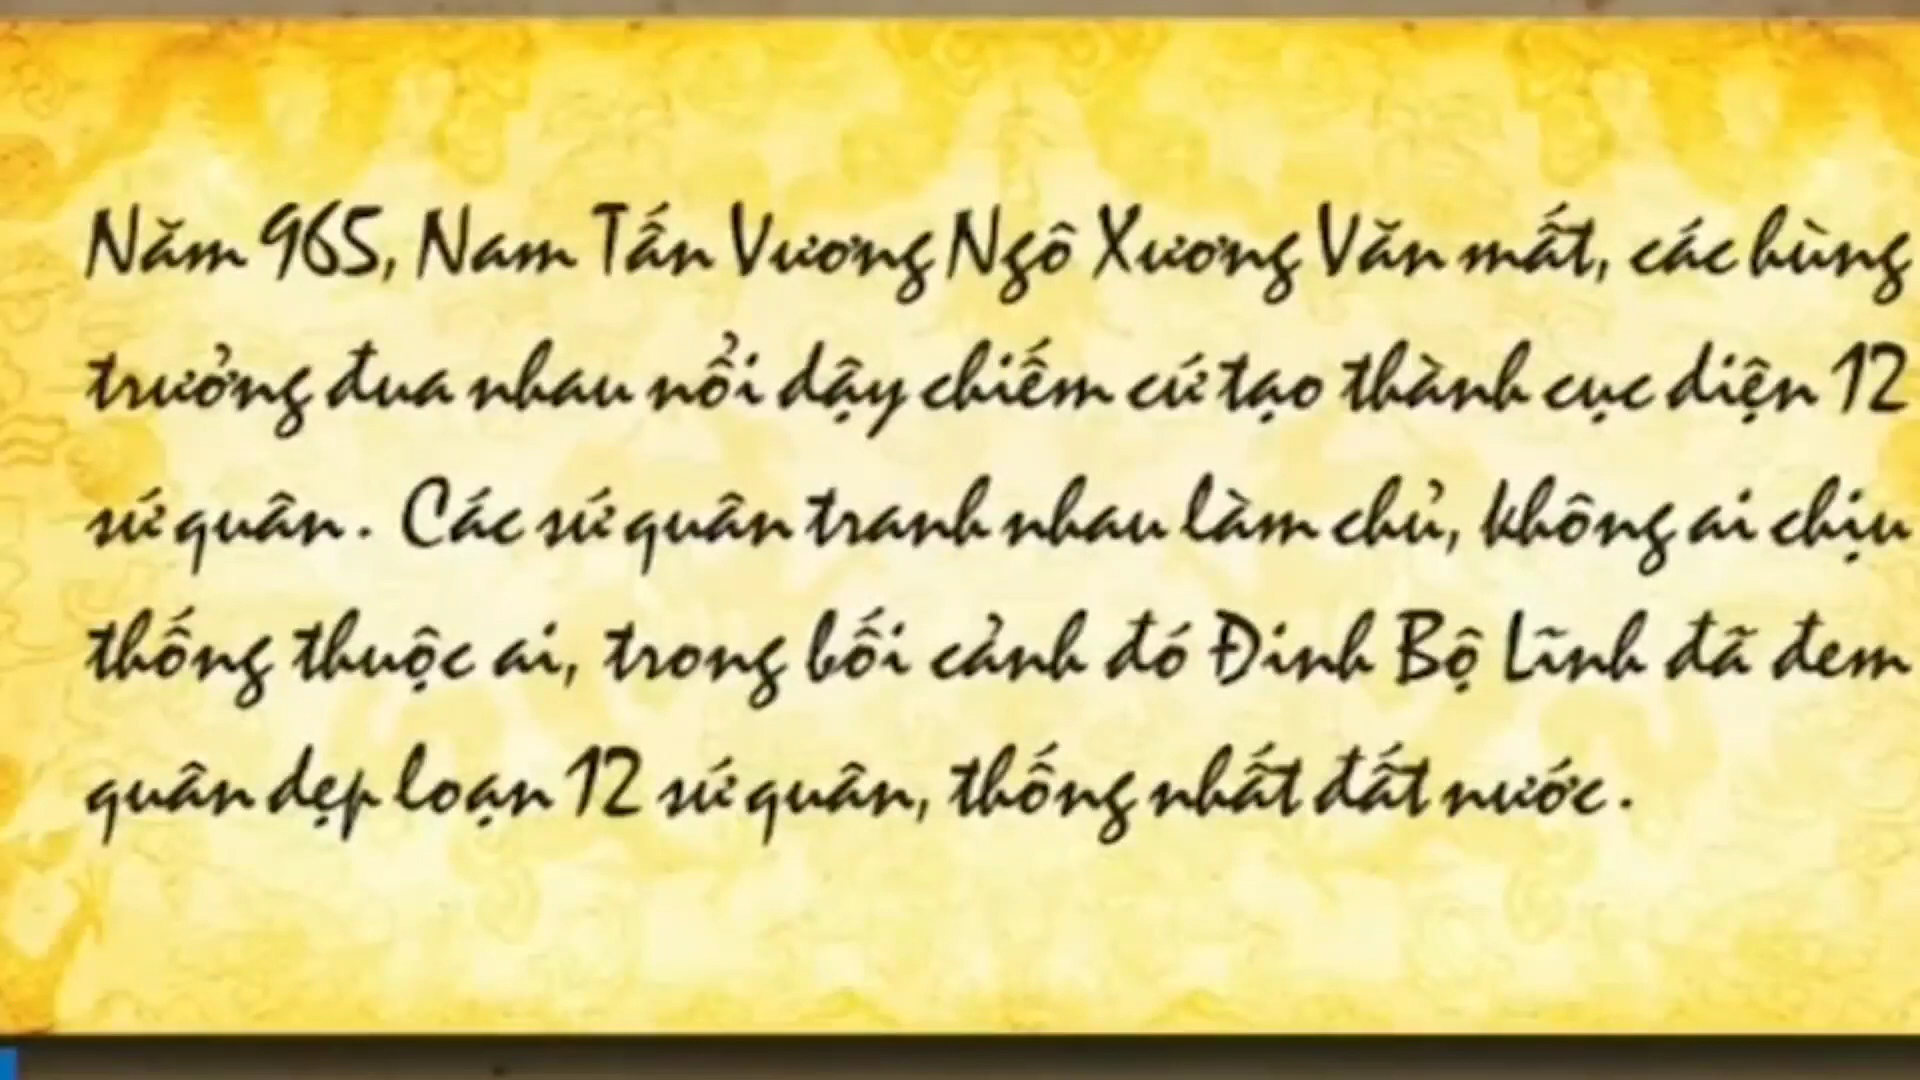 Năm 965, Nam Tấn Vương Ngô Xương Văn mất, các hùng
trưởng đua nhau nổi dậy chiếm cứ tạo thành cục diện 12
sứ quân. Các sứ quân tranh nhau làm chủ, không ai chịu
thống thuộc ai, trong bối cảnh đó Đinh Bộ Lĩnh đã đem
quân dẹp loạn 12 sứ quân, thống nhất đất nước.